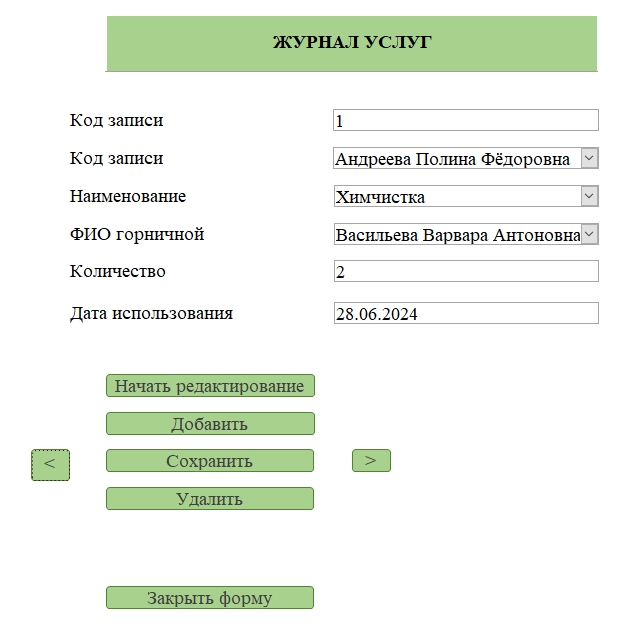 ЖУРНАЛ УСЛУГ
Код записи 1
Код записи Андреева Полина Фёдоровна
Наименование Химчистка
ФИО горничной Васильева Варвара Антоновна
Количество 2
Дата использования 28.06.2024
Начать редактирование
Добавить
< Сохранить >
Удалить
Закрыть форму